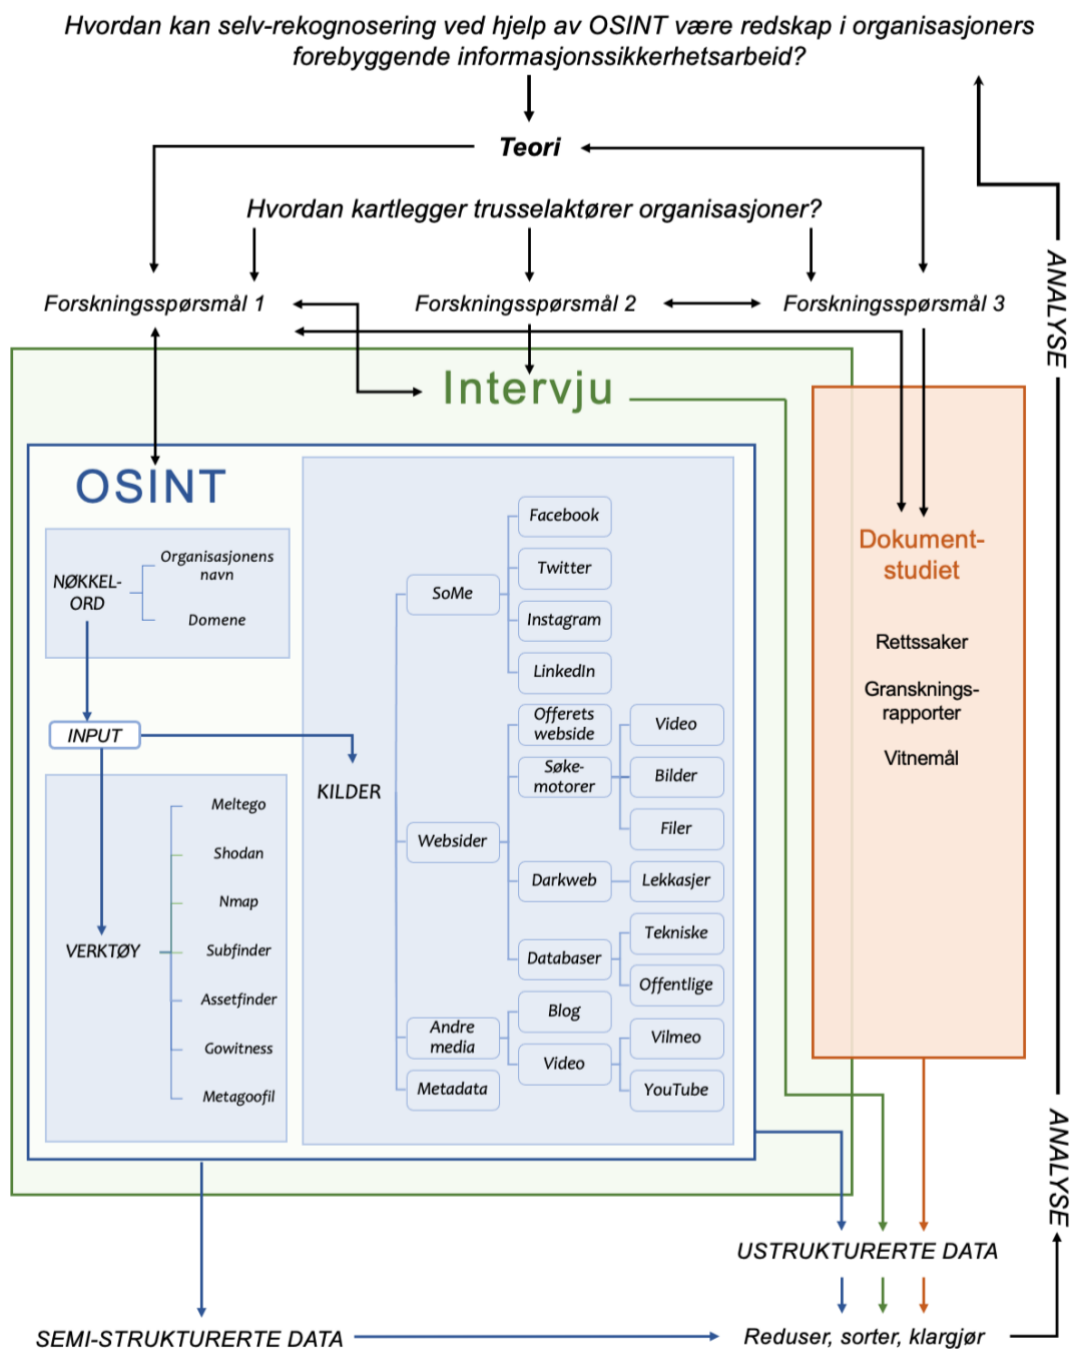 Hvordan kan selv-rekognosering ved hjelp av OSINT være redskap i organisasjoners
forebyggende informasjonssikkerhetsarbeid?
Teori
Hvordan kartlegger trusselaktører organisasjoner?
Forskningsspørsmål 1
Forskningsspørsmål 2
Forskningsspørsmål 3
ANALYSE
Intervju
OSINT
NØKKEL-
ORD
Organisasjonens
navn
Domene
INPUT
VERKTØY
Meltego
Shodan
Nmap
Subfinder
Assetfinder
Gowitness
Metagoofil
KILDER
SoMe
Facebook
Twitter
Instagram
LinkedIn
Websider
Offerets
webside
Søke-
motorer
Video
Bilder
Filer
Darkweb
Lekkasjer
Databaser
Tekniske
Offentlige
Andre
media
Blog
Video
Vilmeo
YouTube
Metadata
Dokument-
studiet
Rettssaker
Gransknings-
rapporter
Vitnemål
ANALYSE
USTRUKTURERTE DATA
SEMI-STRUKTURERTE DATA
Reduser, sorter, klargjør